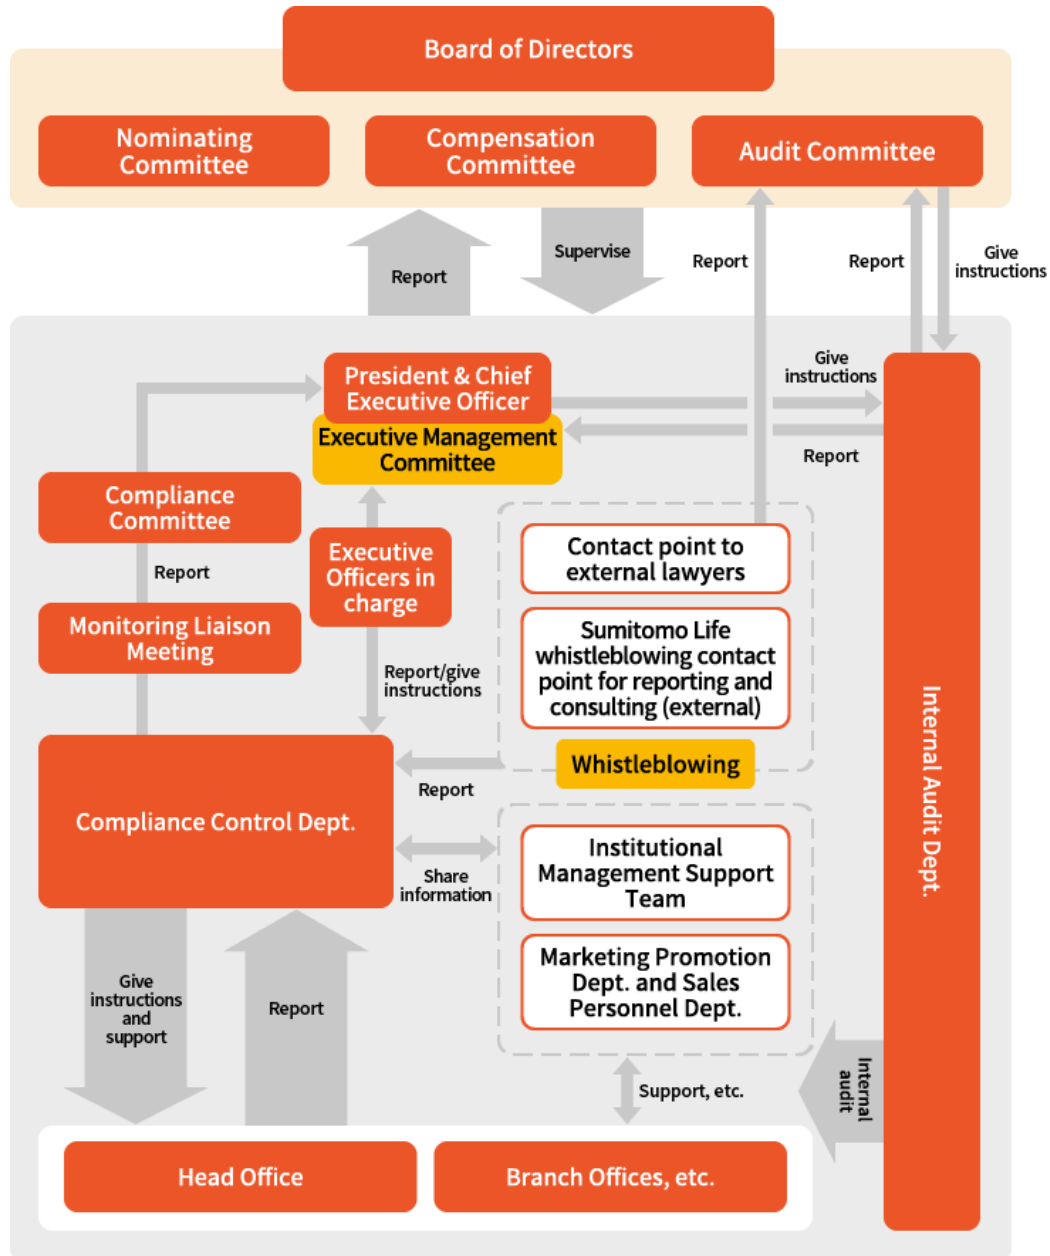 Board of Directors
Nominating
Committee
Compensation
Committee
Audit Committee
Report
Supervise
Report
Report
Give
instructions
President & Chief
Executive Officer
Executive Management
Committee
Give
instructions
Report
Compliance
Committee
Report
Monitoring Liaison
Meeting
Executive
Officers in
charge
Report/give
instructions
Contact point to
external lawyers
Sumitomo Life
whistleblowing contact
point for reporting and
consulting (external)
Whistleblowing
Internal Audit Dept.
Compliance Control Dept.
Report
Share
information
Institutional
Management Support
Team
Marketing Promotion
Dept. and Sales
Personnel Dept.
Give
instructions
and
support
Report
Support, etc.
Internal
audit
Head Office
Branch Offices, etc.